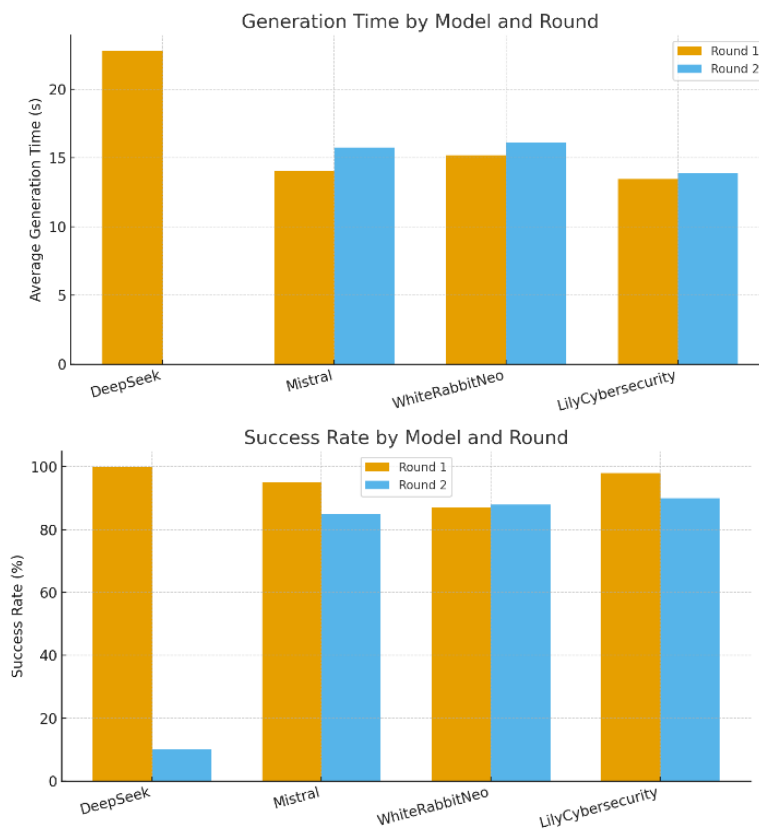 Generation Time by Model and Round
Round 1
Round 2
Average Generation Time (s)
20
15
10
5
0
DeepSeek
Mistral
WhiteRabbitNeo
LilyCybersecurity
Success Rate by Model and Round
Round 1
Round 2
Success Rate (%)
100
80
60
40
20
0
DeepSeek
Mistral
WhiteRabbitNeo
LilyCybersecurity